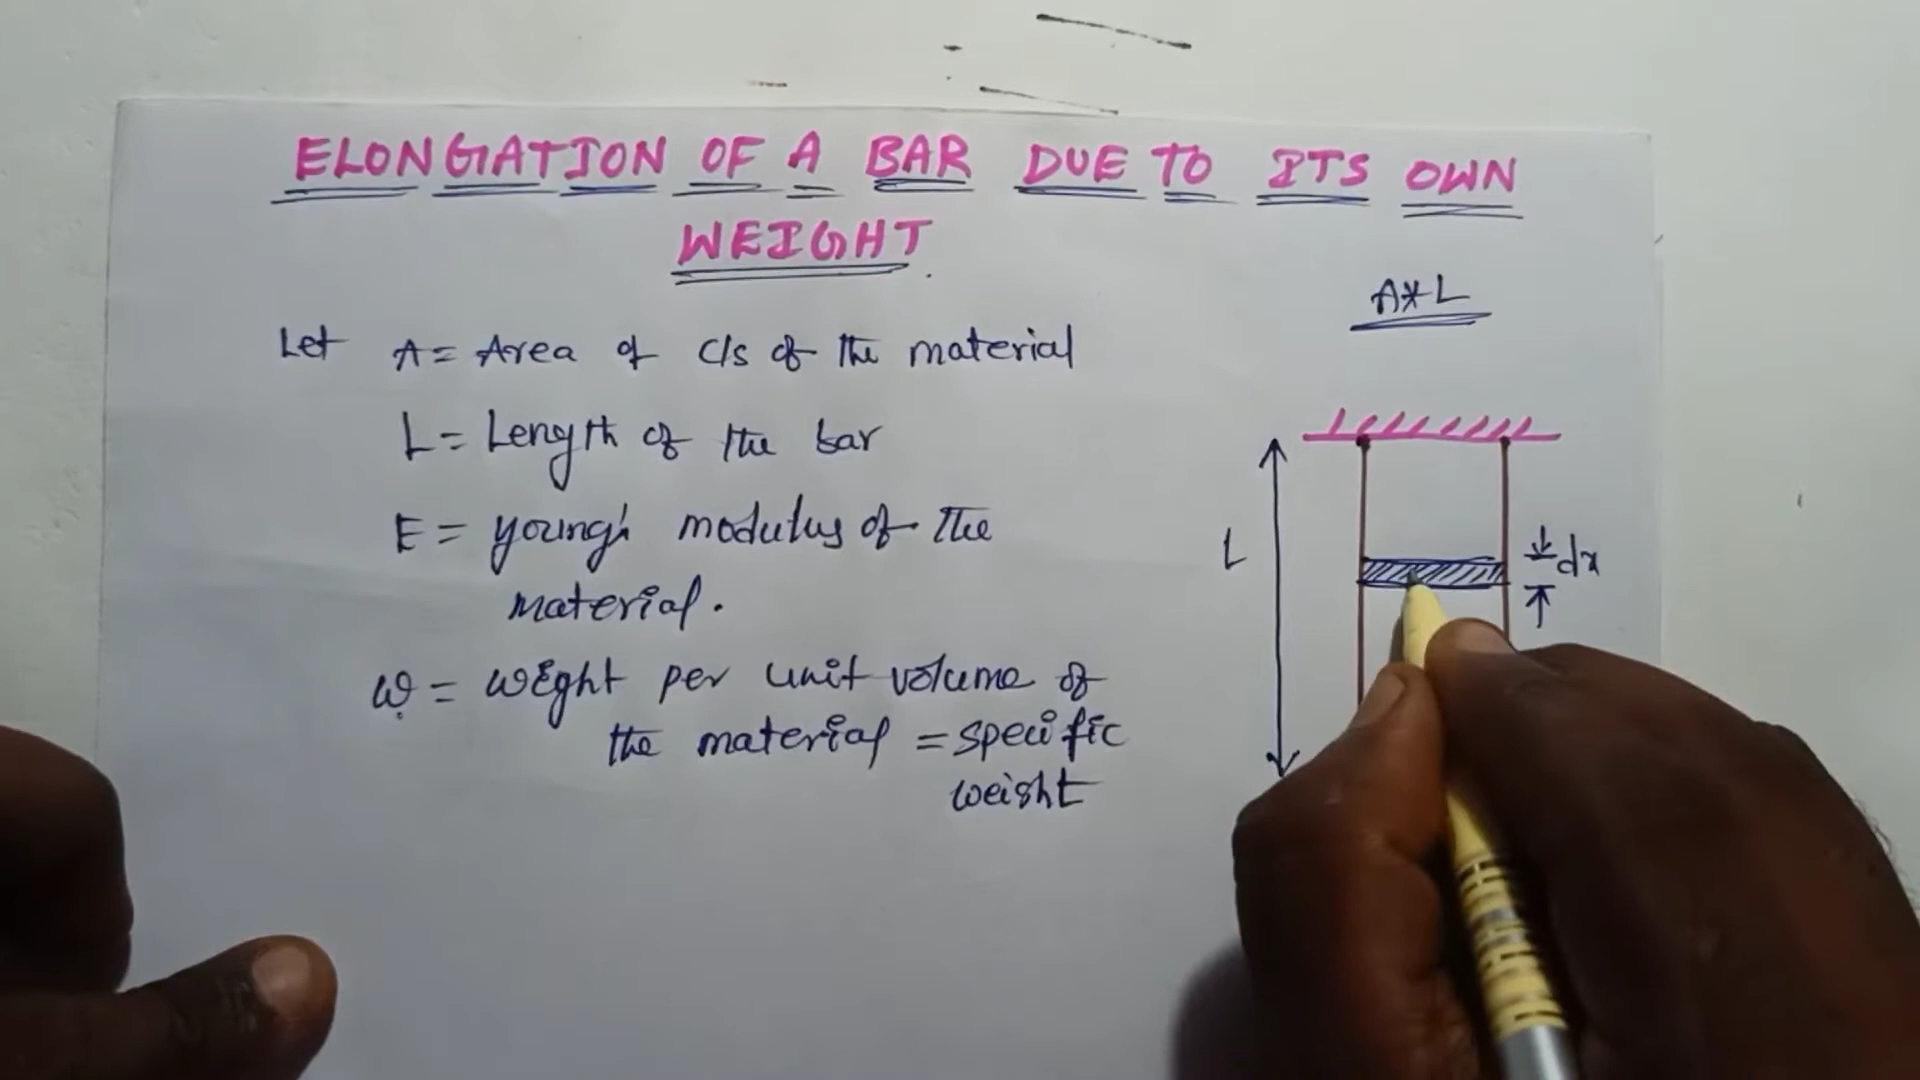 ELONGATION OF A BAR DUE TO ITS OWN
WEIGHT
A*L
Let A = Area of c/s of the material
L = Length of the bar
E = young's modulus of the
material.
L
dx
w = weight per unit volume of
the material = specific
weight